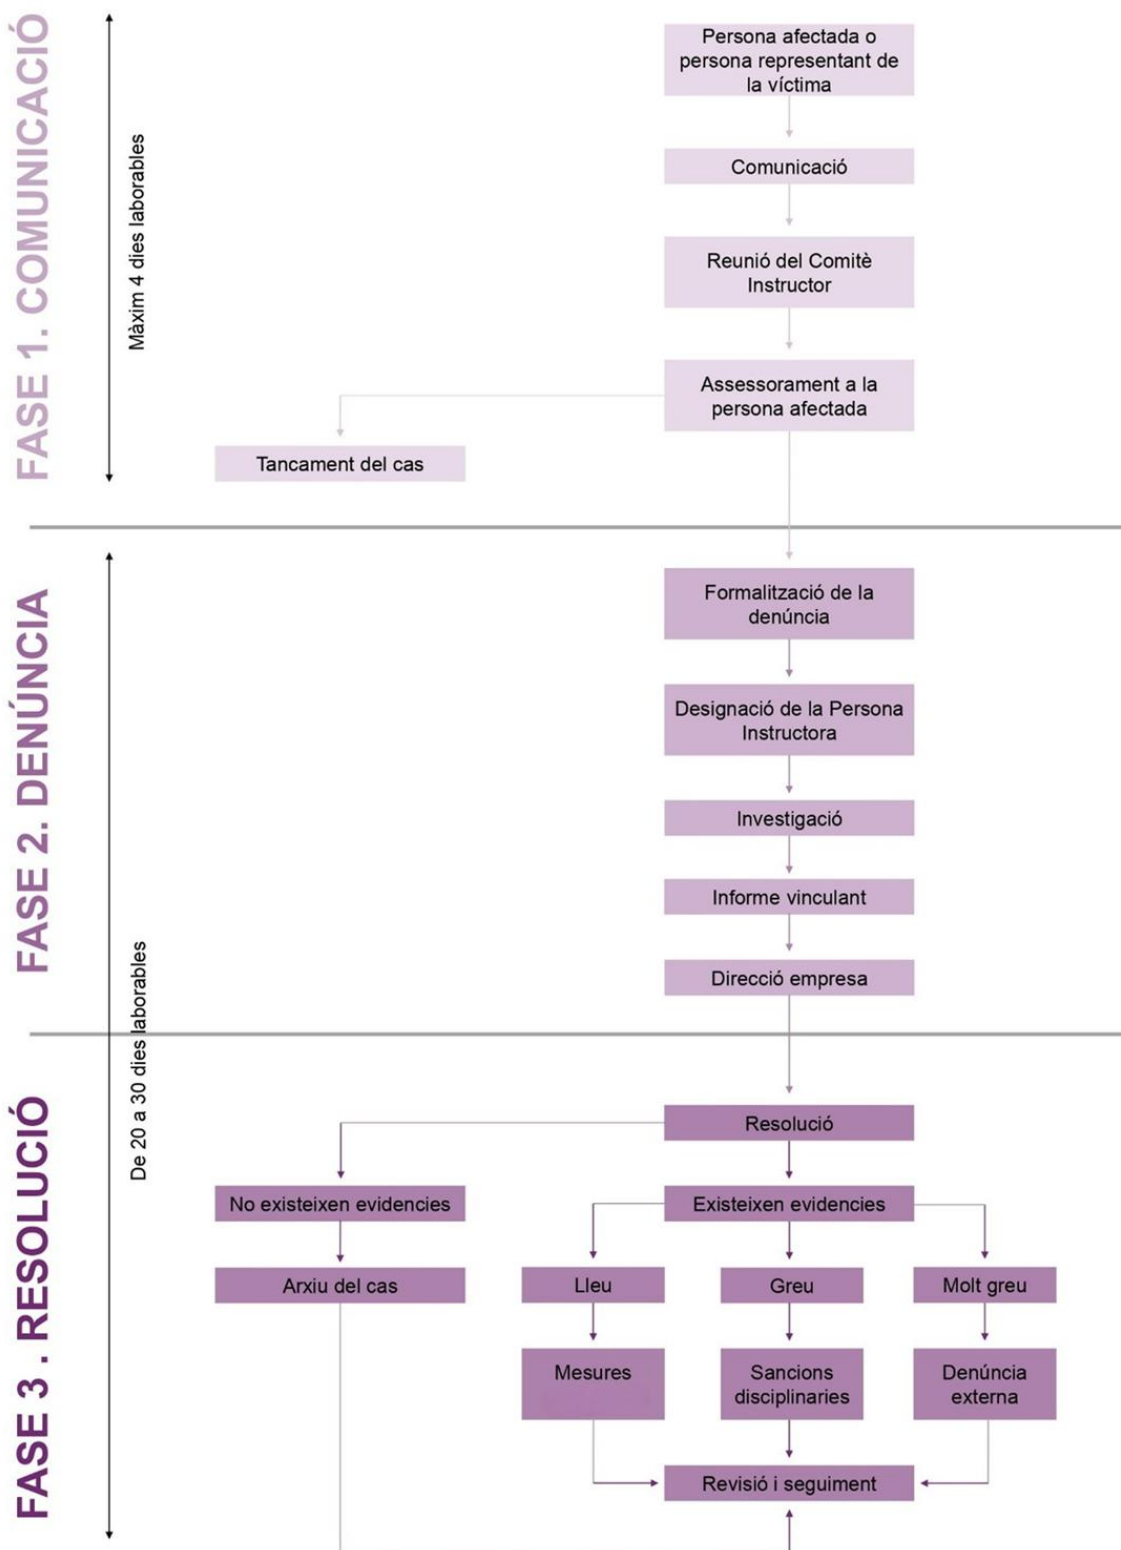 FASE 1. COMUNICACIÓ
Màxim 4 dies laborables
Persona afectada o
persona representant de
la víctima
Comunicació
Reunió del Comitè
Instructor
Assessorament a la
persona afectada
Tancament del cas
FASE 2. DENÚNCIA
De 20 a 30 dies laborables
Formalització de la
denúncia
Designació de la Persona
Instructora
Investigació
Informe vinculant
Direcció empresa
FASE 3 . RESOLUCIÓ
Resolució
No existeixen evidencies
Existeixen evidencies
Arxiu del cas
Lleu
Greu
Molt greu
Mesures
Sancions
disciplinaries
Denúncia
externa
Revisió i seguiment